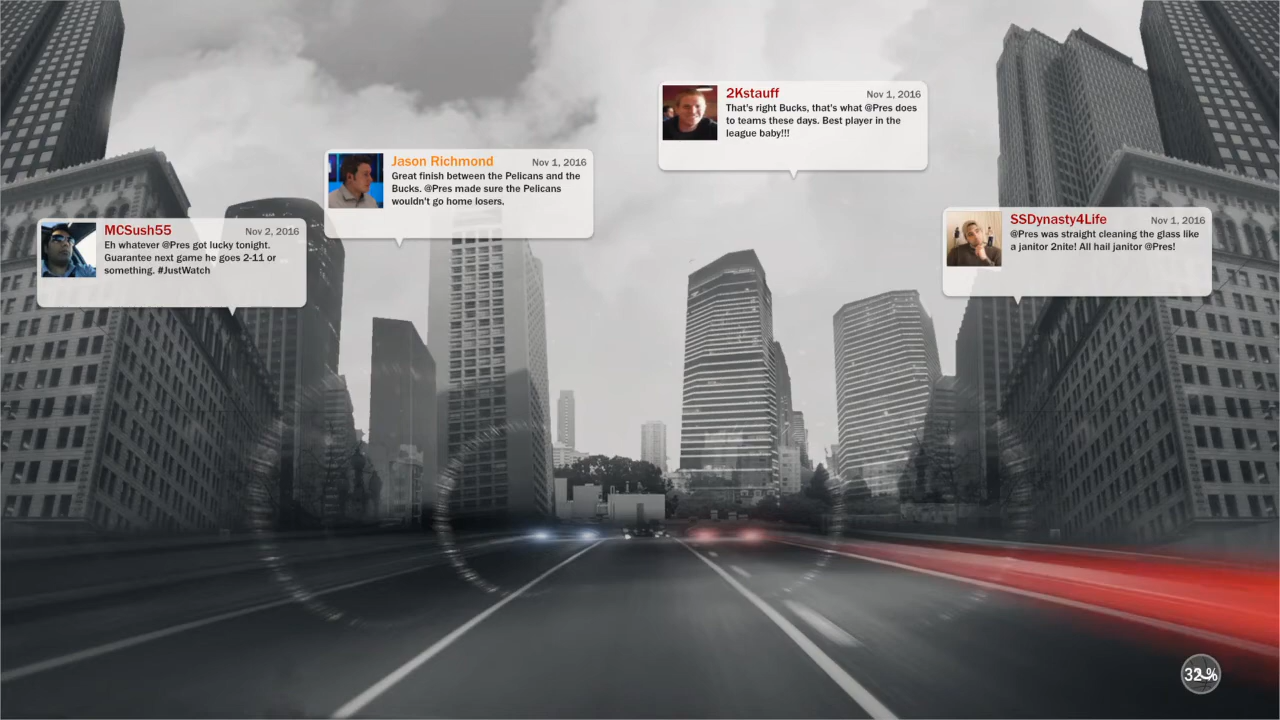 2Kstauff
Nov 1, 2016
That's right Bucks, that's what @Pres does
to teams these days. Best player in the
league baby!!!
Jason Richmond
Nov 1, 2016
Great finish between the Pelicans and the
Bucks. @Pres made sure the Pelicans
wouldn't go home losers.
MCSush55
Nov 2, 2016
Eh whatever @Pres got lucky tonight.
Guarantee next game he goes 2-11 or
something. #JustWatch
SSDynasty4Life
Nov 1, 2016
@Pres was straight cleaning the glass like
a janitor 2nite! All hail janitor @Pres!
32%